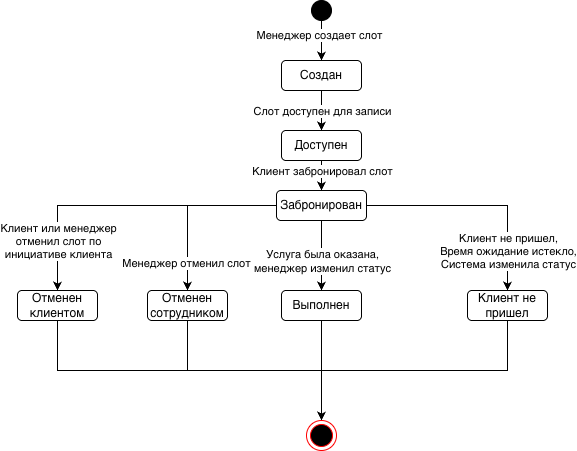 Менеджер создает слот
Создан
Слот доступен для записи
Доступен
Клиент забронировал слот
Забронирован
Клиент или менеджер
отменил слот по
инициативе клиента
Менеджер отменил слот
Услуга была оказана,
менеджер изменил статус
Клиент не пришел,
Время ожидание истекло,
Система изменила статус
Отменен
клиентом
Отменен
сотрудником
Выполнен
Клиент не
пришел